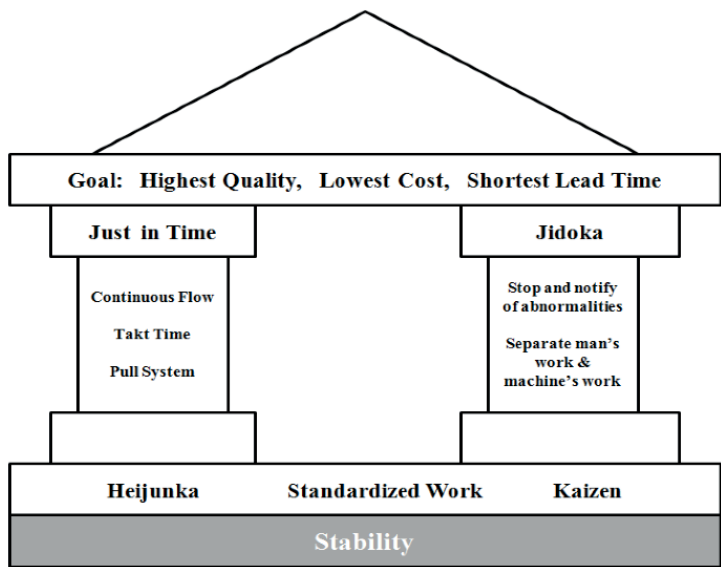 Goal: Highest Quality, Lowest Cost, Shortest Lead Time
Just in Time
Continuous Flow
Takt Time
Pull System
Jidoka
Stop and notify
of abnormalities
Separate man's
work &
machine's work
Heijunka Standardized Work Kaizen
Stability